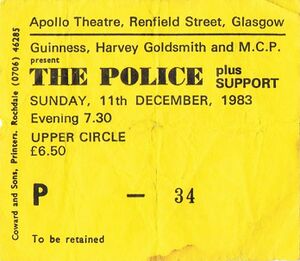 Apollo Theatre, Renfield Street, Glasgow
Guinness, Harvey Goldsmith and M.C.P.
present
THE POLICE plus SUPPORT
SUNDAY, 11th DECEMBER, 1983
Evening 7.30
UPPER CIRCLE
£6.50
P - 34
To be retained
Coward and Sons, Printers, Rochdale (0706) 46285